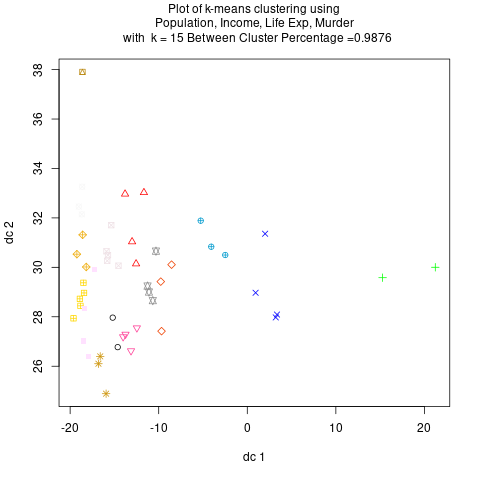 Plot of k-means clustering using
Population, Income, Life Exp, Murder
with k = 15 Between Cluster Percentage =0.9876
38
36
34
32
30
28
26
dc 2
-20
-10
0
10
20
dc 1